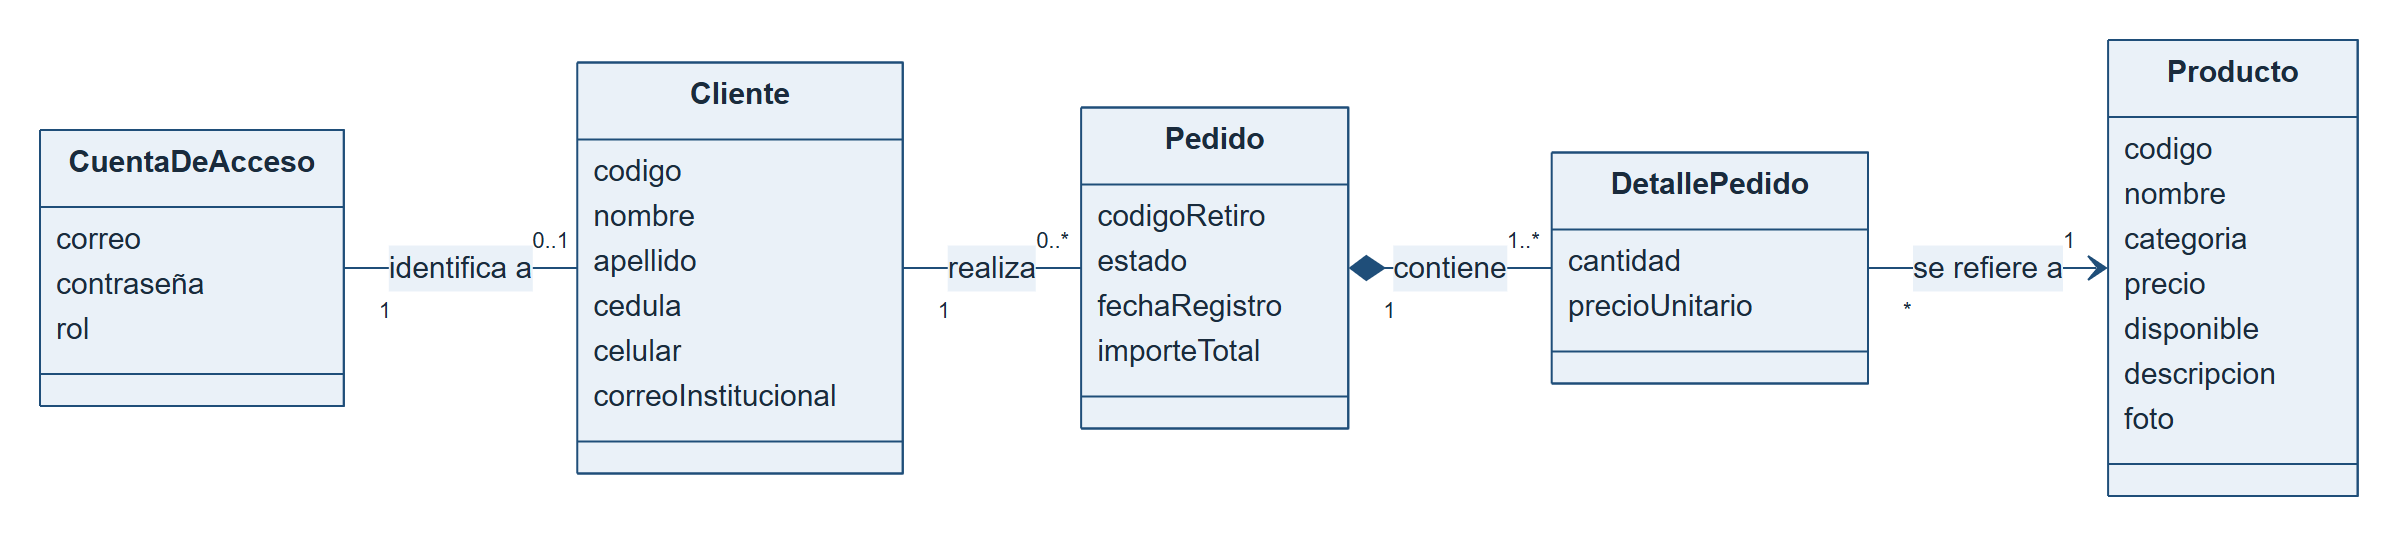 CuentaDeAcceso
correo
contraseña
rol
1
identifica a
0..1
Cliente
codigo
nombre
apellido
cedula
celular
correoInstitucional
1
realiza
0..*
Pedido
codigoRetiro
estado
fechaRegistro
importeTotal
1
contiene
1..*
DetallePedido
cantidad
precioUnitario
*
se refiere a
1
Producto
codigo
nombre
categoria
precio
disponible
descripcion
foto